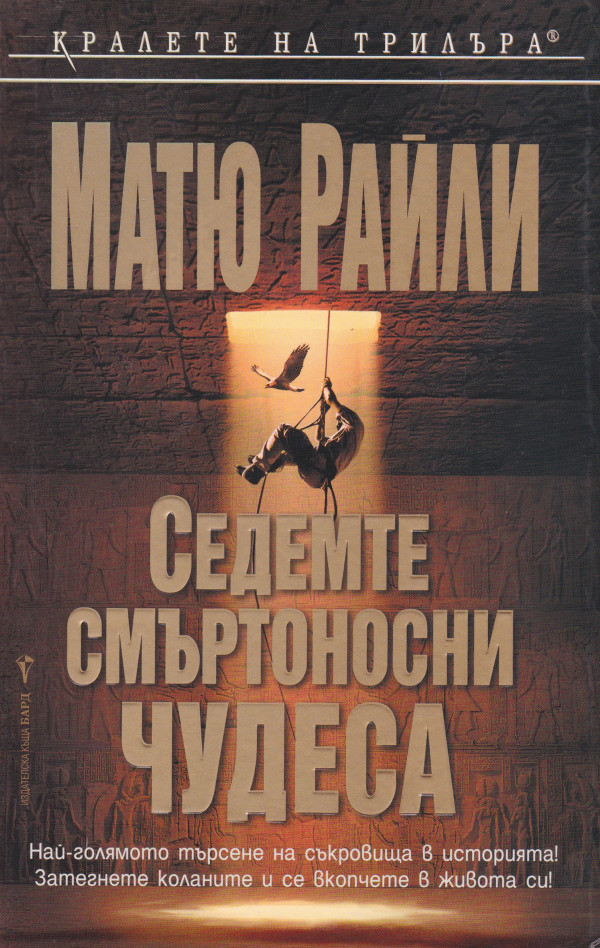 КРАЛЕТЕ НА ТРИЛЪРА®
МАТЮ РАЙЛИ
СЕДЕМТЕ
СМЪРТОНОСНИ
ЧУДЕСА
ИЗДАТЕЛСКА КЪЩА БАРД
Най-голямото търсене на съкровища в историята!
Затегнете коланите и се вкопчете в живота си!